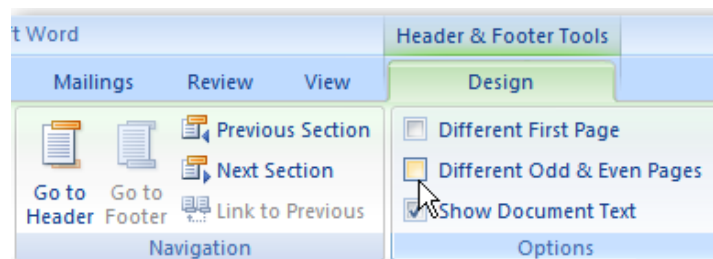 t Word
Header & Footer Tools
Mailings Review View Design
Previous Section
Next Section
Link to Previous
Go to Header
Go to Footer
Navigation
Different First Page
Different Odd & Even Pages
Show Document Text
Options